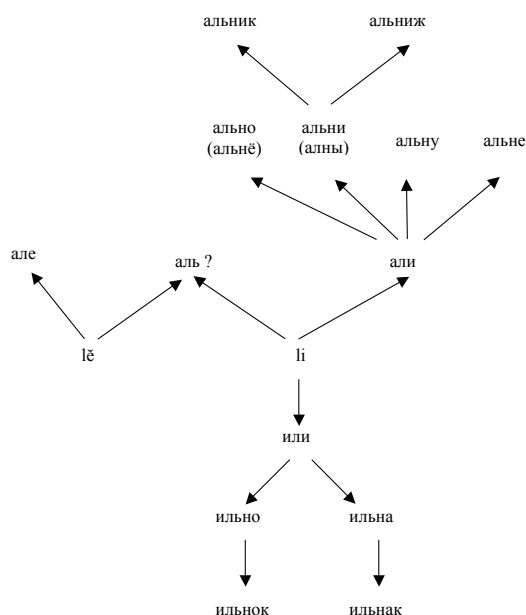 альник альниж
ально альни альну альне
(альнё) (алны)
але аль ? али
lě li
или
ильно ильна
ильнок ильнак